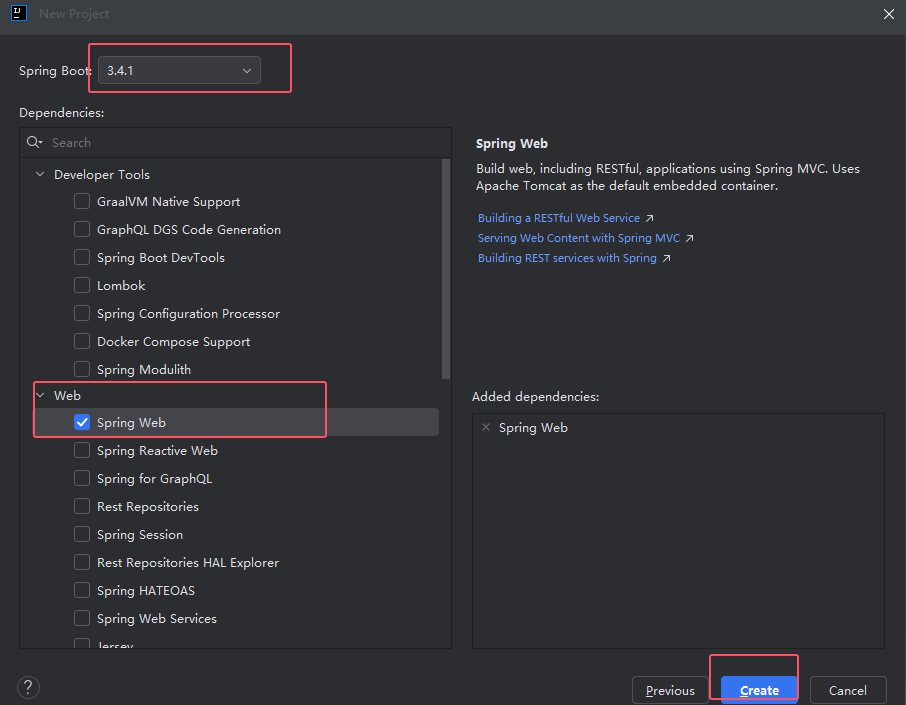 New Project
Spring Boot:
3.4.1
Dependencies:
Search
Developer Tools
GraalVM Native Support
GraphQL DGS Code Generation
Spring Boot DevTools
Lombok
Spring Configuration Processor
Docker Compose Support
Spring Modulith
Web
Spring Web
Spring Reactive Web
Spring for GraphQL
Rest Repositories
Spring Session
Rest Repositories HAL Explorer
Spring HATEOAS
Spring Web Services
Jersey
Spring Web
Build web, including RESTful, applications using Spring MVC. Uses
Apache Tomcat as the default embedded container.
Building a RESTful Web Service ↗
Serving Web Content with Spring MVC ↗
Building REST services with Spring ↗
Added dependencies:
Spring Web
?
Previous
Create
Cancel